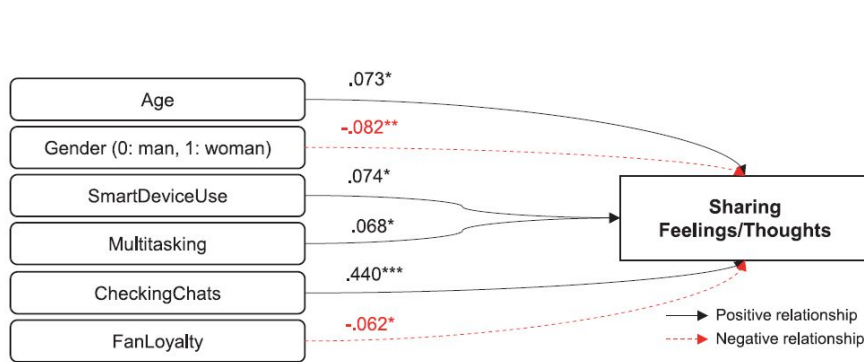 Age
.073*
Gender (0: man, 1: woman)
-.082**
SmartDeviceUse
.074*
Multitasking
.068*
CheckingChats
.440***
FanLoyalty
-.062*
Sharing
Feelings/Thoughts
Positive relationship
Negative relationship